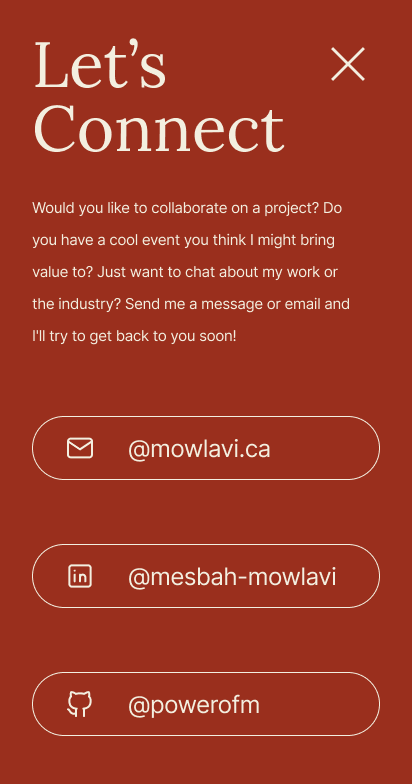 Let’s
Connect
Would you like to collaborate on a project? Do
you have a cool event you think I might bring
value to? Just want to chat about my work or
the industry? Send me a message or email and
I'll try to get back to you soon!
@mowlavi.ca
@mesbah-mowlavi
@powerofm